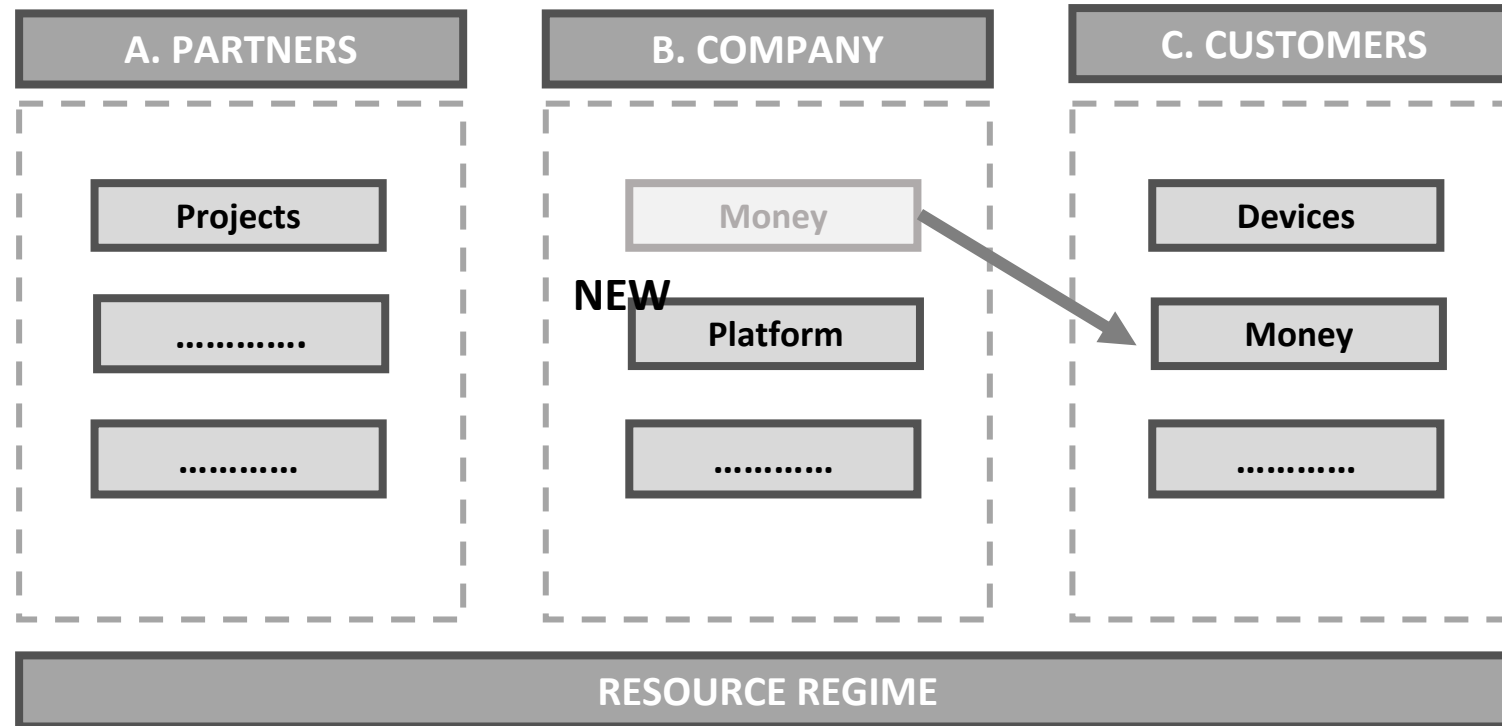 A. PARTNERS
B. COMPANY
C. CUSTOMERS
Projects
………….
…………
Money
NEW
Platform
…………
Devices
Money
…………
RESOURCE REGIME